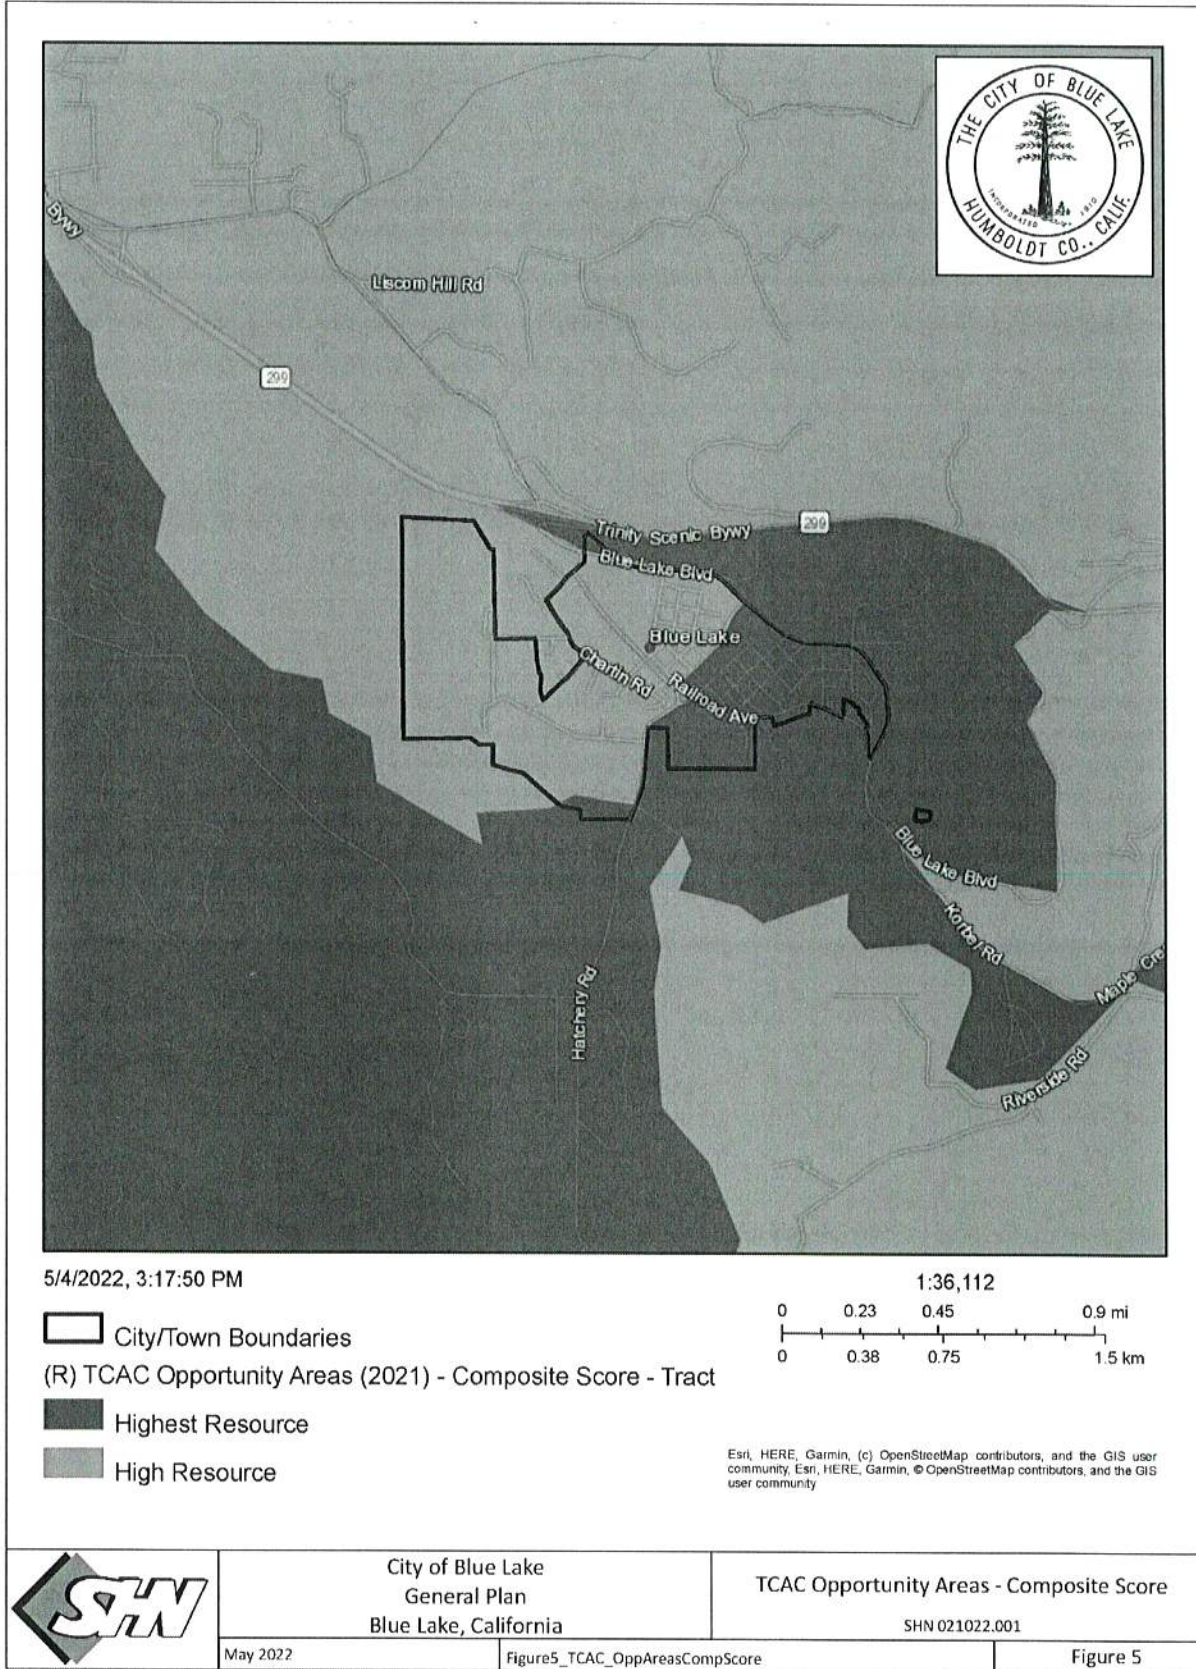 THE CITY OF BLUE LAKE
INCORPORATED 1910
HUMBOLDT CO., CALIF.
Bywy
Liscom Hill Rd
299
Trinity Scenic Bywy
299
Blue Lake Blvd
Blue Lake
Chartin Rd
Railroad Ave
Blue Lake Blvd
Korbel Rd
Maple Cre
Hatchery Rd
Riverside Rd
5/4/2022, 3:17:50 PM
1:36,112
0 0.23 0.45 0.9 mi
0 0.38 0.75 1.5 km
City/Town Boundaries
(R) TCAC Opportunity Areas (2021) - Composite Score - Tract
Highest Resource
High Resource
Esri, HERE, Garmin, (c) OpenStreetMap contributors, and the GIS user
community, Esri, HERE, Garmin, © OpenStreetMap contributors, and the GIS
user community
SHN
City of Blue Lake
General Plan
Blue Lake, California
TCAC Opportunity Areas - Composite Score
SHN 021022.001
May 2022
Figure5_TCAC_OppAreasCompScore
Figure 5